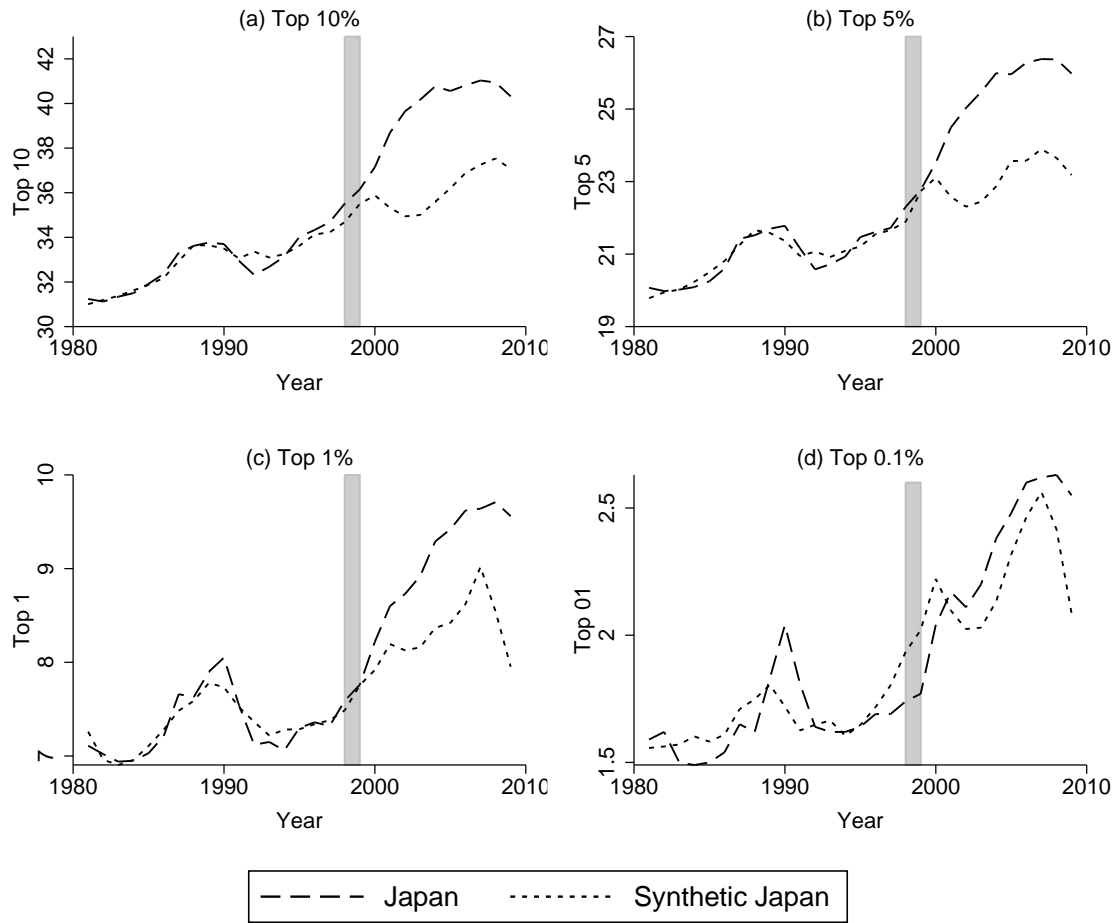 (a) Top 10%
Top 10
30 32 34 36 38 40 42
1980 1990 2000 2010
Year
(b) Top 5%
Top 5
19 21 23 25 27
1980 1990 2000 2010
Year
(c) Top 1%
Top 1
7 8 9 10
1980 1990 2000 2010
Year
(d) Top 0.1%
Top 01
1.5 2 2.5
1980 1990 2000 2010
Year
Japan Synthetic Japan